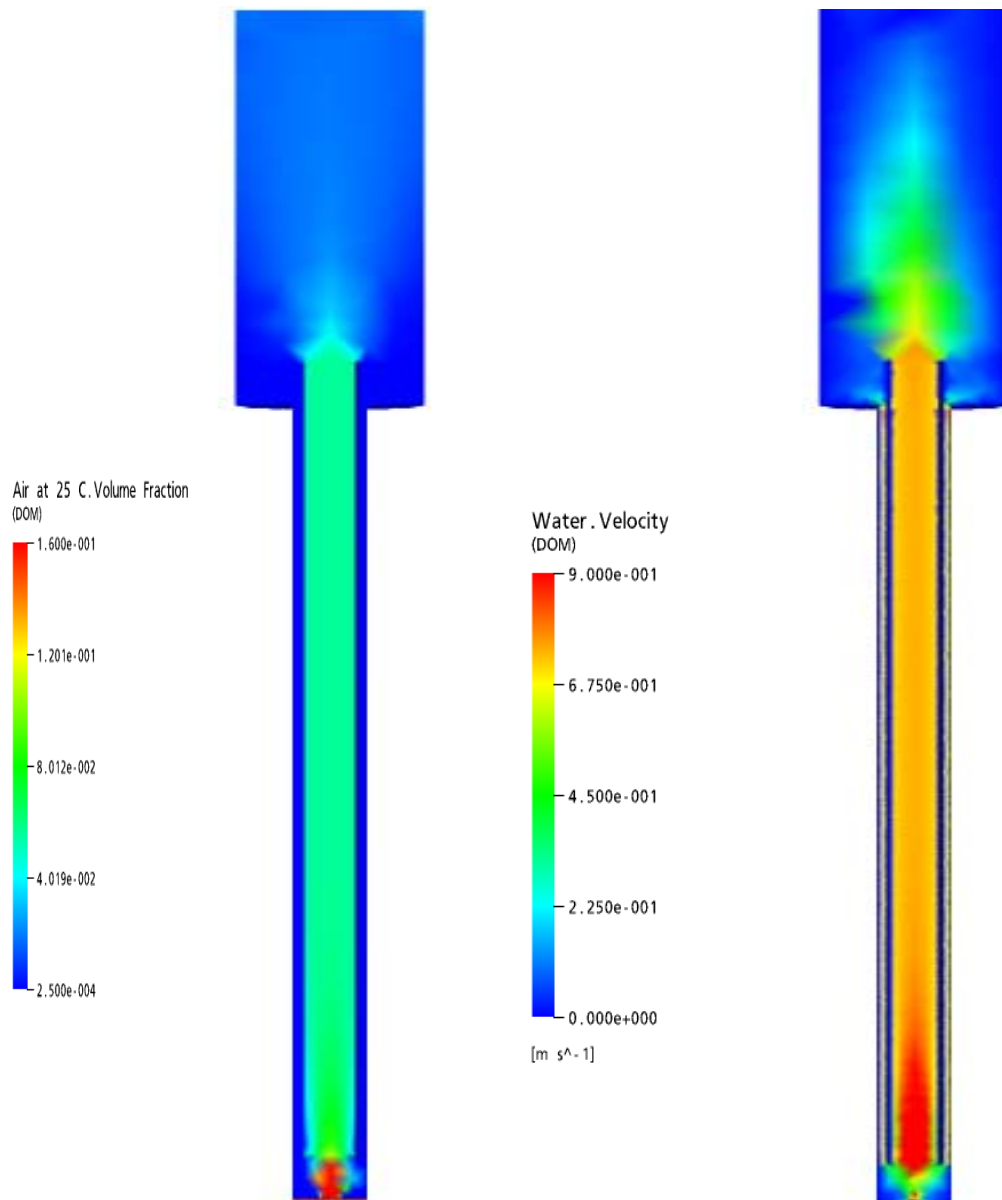 Air at 25 C.Volume Fraction
(DOM)
1.600e-001
1.201e-001
8.012e-002
4.019e-002
2.500e-004
Water.Velocity
(DOM)
9.000e-001
6.750e-001
4.500e-001
2.250e-001
0.000e+000
[m s^-1]